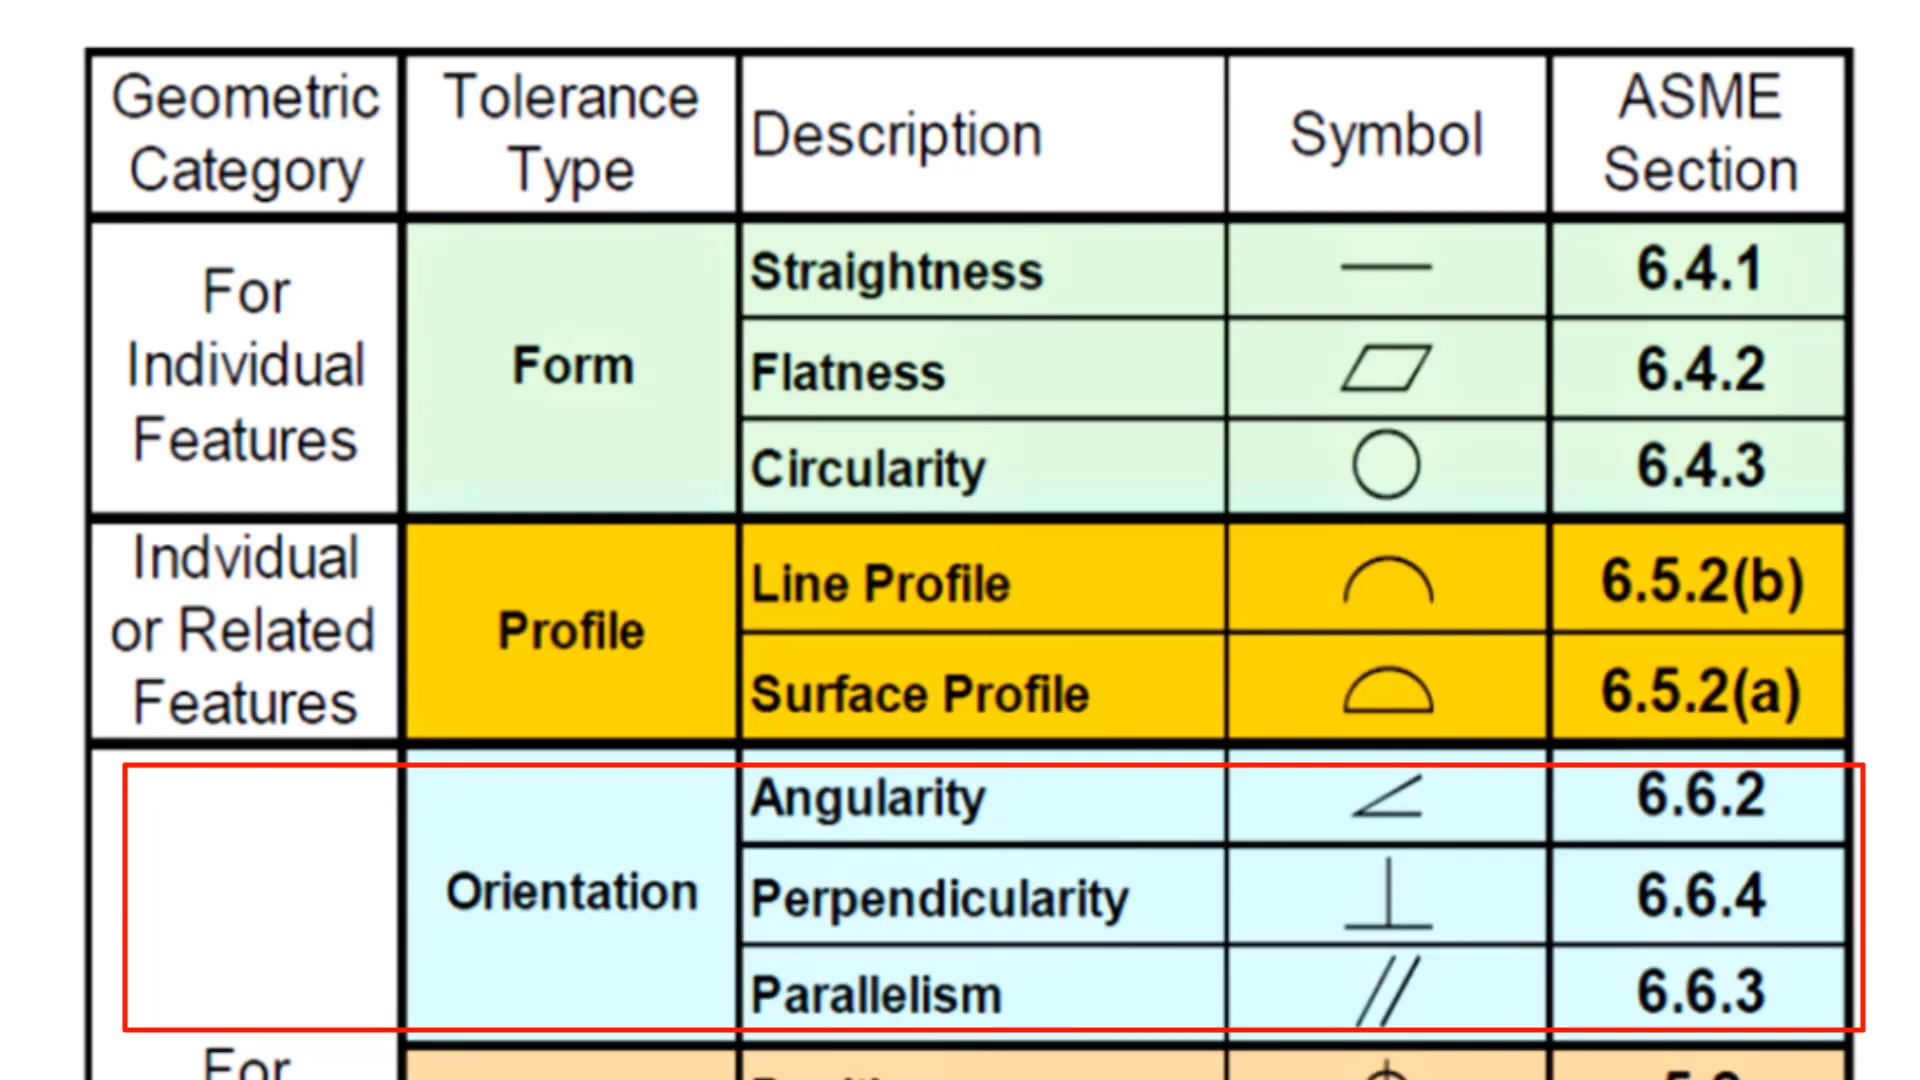 Geometric Category Tolerance Type Description Symbol ASME Section
For Individual Features Form Straightness 6.4.1
Flatness 6.4.2
Circularity 6.4.3
Indvidual or Related Features Profile Line Profile 6.5.2(b)
Surface Profile 6.5.2(a)
Orientation Angularity 6.6.2
Perpendicularity 6.6.4
Parallelism 6.6.3
For